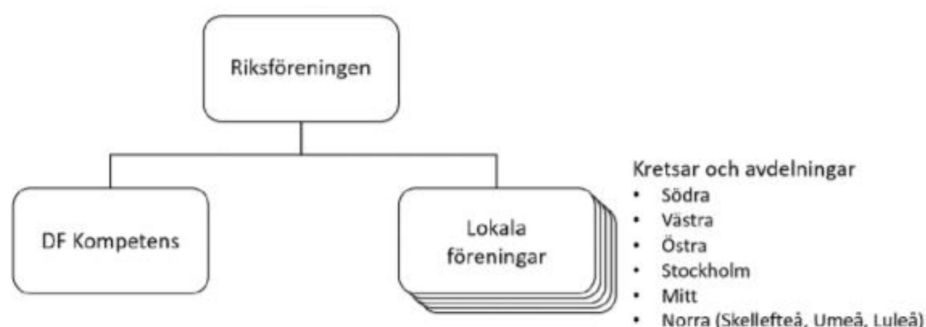 Riksföreningen
DF Kompetens
Lokala
föreningar
Kretsar och avdelningar
• Södra
• Västra
• Östra
• Stockholm
• Mitt
• Norra (Skellefteå, Umeå, Luleå)